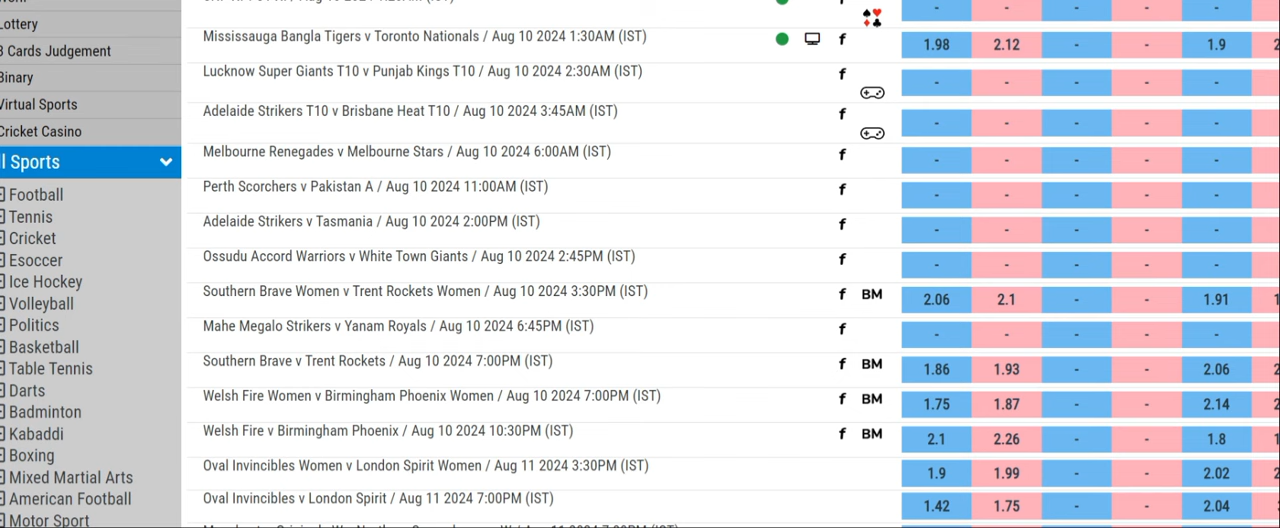 Lottery
3 Cards Judgement
Binary
Virtual Sports
Cricket Casino
ll Sports
Football
Tennis
Cricket
Esoccer
Ice Hockey
Volleyball
Politics
Basketball
Table Tennis
Darts
Badminton
Kabaddi
Boxing
Mixed Martial Arts
American Football
Motor Sport
- - - - -
Mississauga Bangla Tigers v Toronto Nationals / Aug 10 2024 1:30AM (IST) f 1.98 2.12 - - 1.9 2
Lucknow Super Giants T10 v Punjab Kings T10 / Aug 10 2024 2:30AM (IST) f - - - - -
Adelaide Strikers T10 v Brisbane Heat T10 / Aug 10 2024 3:45AM (IST) f - - - - -
Melbourne Renegades v Melbourne Stars / Aug 10 2024 6:00AM (IST) f - - - - -
Perth Scorchers v Pakistan A / Aug 10 2024 11:00AM (IST) f - - - - -
Adelaide Strikers v Tasmania / Aug 10 2024 2:00PM (IST) f - - - - -
Ossudu Accord Warriors v White Town Giants / Aug 10 2024 2:45PM (IST) f - - - - -
Southern Brave Women v Trent Rockets Women / Aug 10 2024 3:30PM (IST) f BM 2.06 2.1 - - 1.91 1
Mahe Megalo Strikers v Yanam Royals / Aug 10 2024 6:45PM (IST) f - - - - -
Southern Brave v Trent Rockets / Aug 10 2024 7:00PM (IST) f BM 1.86 1.93 - - 2.06 2
Welsh Fire Women v Birmingham Phoenix Women / Aug 10 2024 7:00PM (IST) f BM 1.75 1.87 - - 2.14 2
Welsh Fire v Birmingham Phoenix / Aug 10 2024 10:30PM (IST) f BM 2.1 2.26 - - 1.8 1
Oval Invincibles Women v London Spirit Women / Aug 11 2024 3:30PM (IST) 1.9 1.99 - - 2.02 2
Oval Invincibles v London Spirit / Aug 11 2024 7:00PM (IST) 1.42 1.75 - - 2.04 2